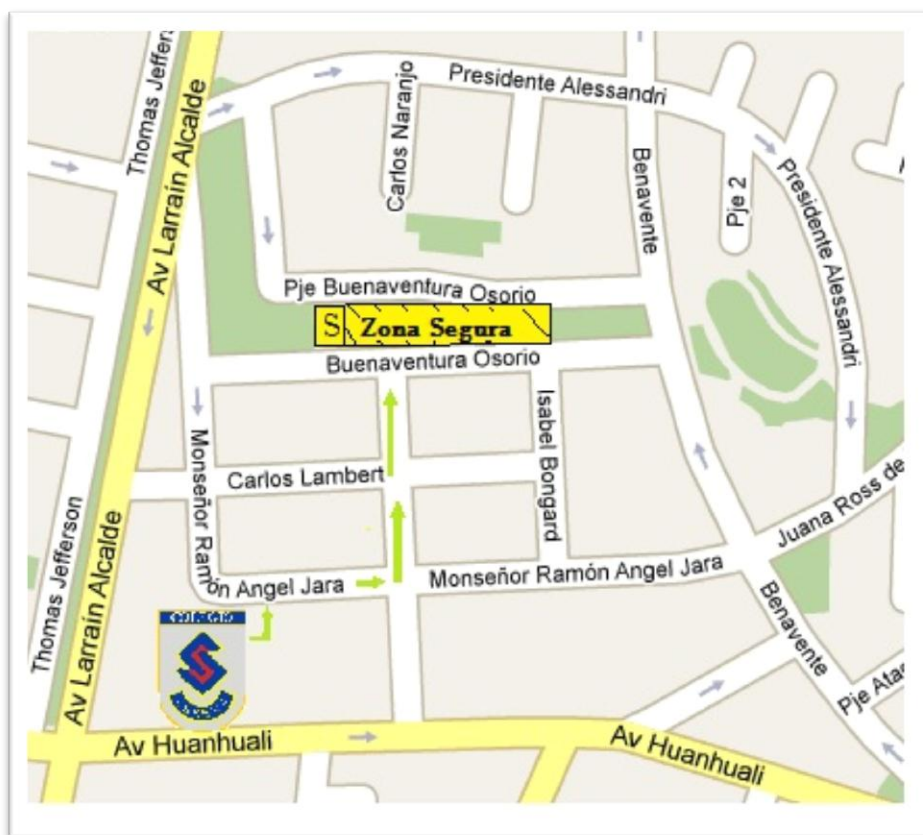 Thomas Jefferson
Av Larraín Alcalde
Presidente Alessandri
Carlos Naranjo
Benavente
Pje 2
Presidente Alessandri
Pje Buenaventura Osorio
S Zona Segura
Buenaventura Osorio
Isabel Bongard
Monseñor Ramón Angel Jara
Carlos Lambert
Juana Ross de
Monseñor Ramón Angel Jara
Thomas Jefferson
Av Larraín Alcalde
Benavente
Pje Ata
Av Huanhuali
Av Huanhuali